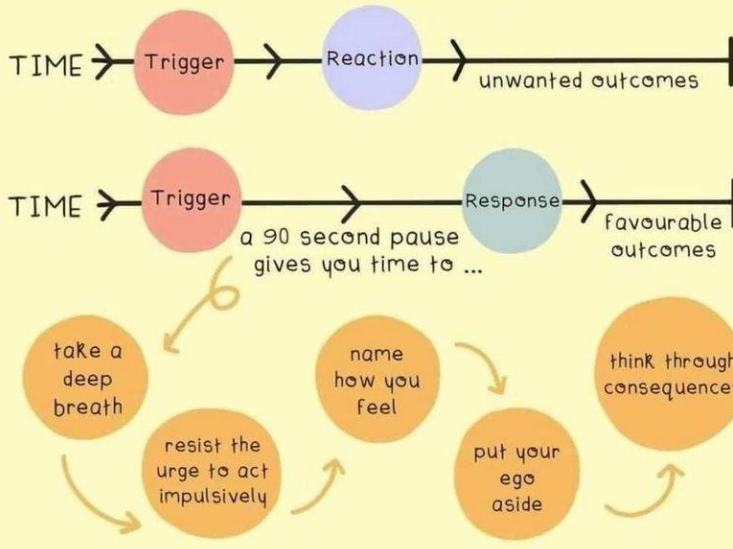 TIME Trigger Reaction
unwanted outcomes
TIME Trigger Response
a 90 second pause
gives you time to ...
favourable
outcomes
take a
deep
breath
resist the
urge to act
impulsively
name
how you
feel
put your
ego
aside
think through
consequence